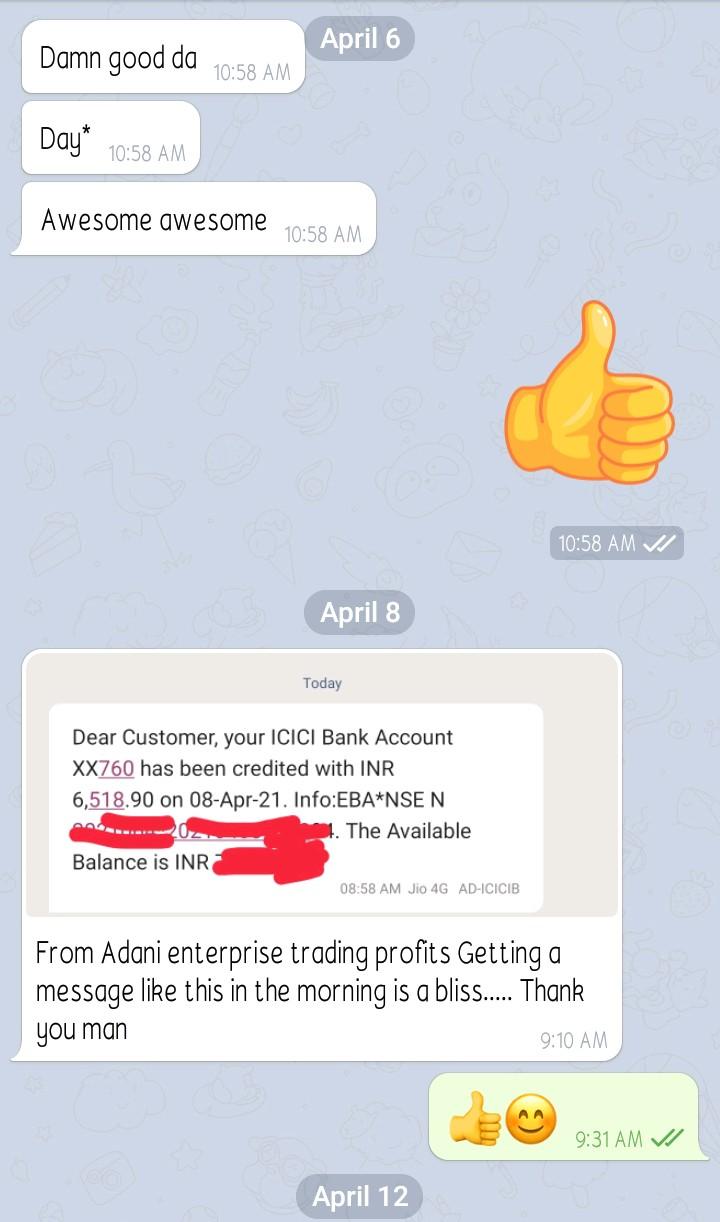 April 6
Damn good da 10:58 AM
Day* 10:58 AM
Awesome awesome 10:58 AM
10:58 AM
April 8
Today
Dear Customer, your ICICI Bank Account
XX760 has been credited with INR
6,518.90 on 08-Apr-21. Info:EBA*NSE N
The Available
Balance is INR
08:58 AM Jio 4G AD-ICICIB
From Adani enterprise trading profits Getting a
message like this in the morning is a bliss..... Thank
you man
9:10 AM
9:31 AM
April 12